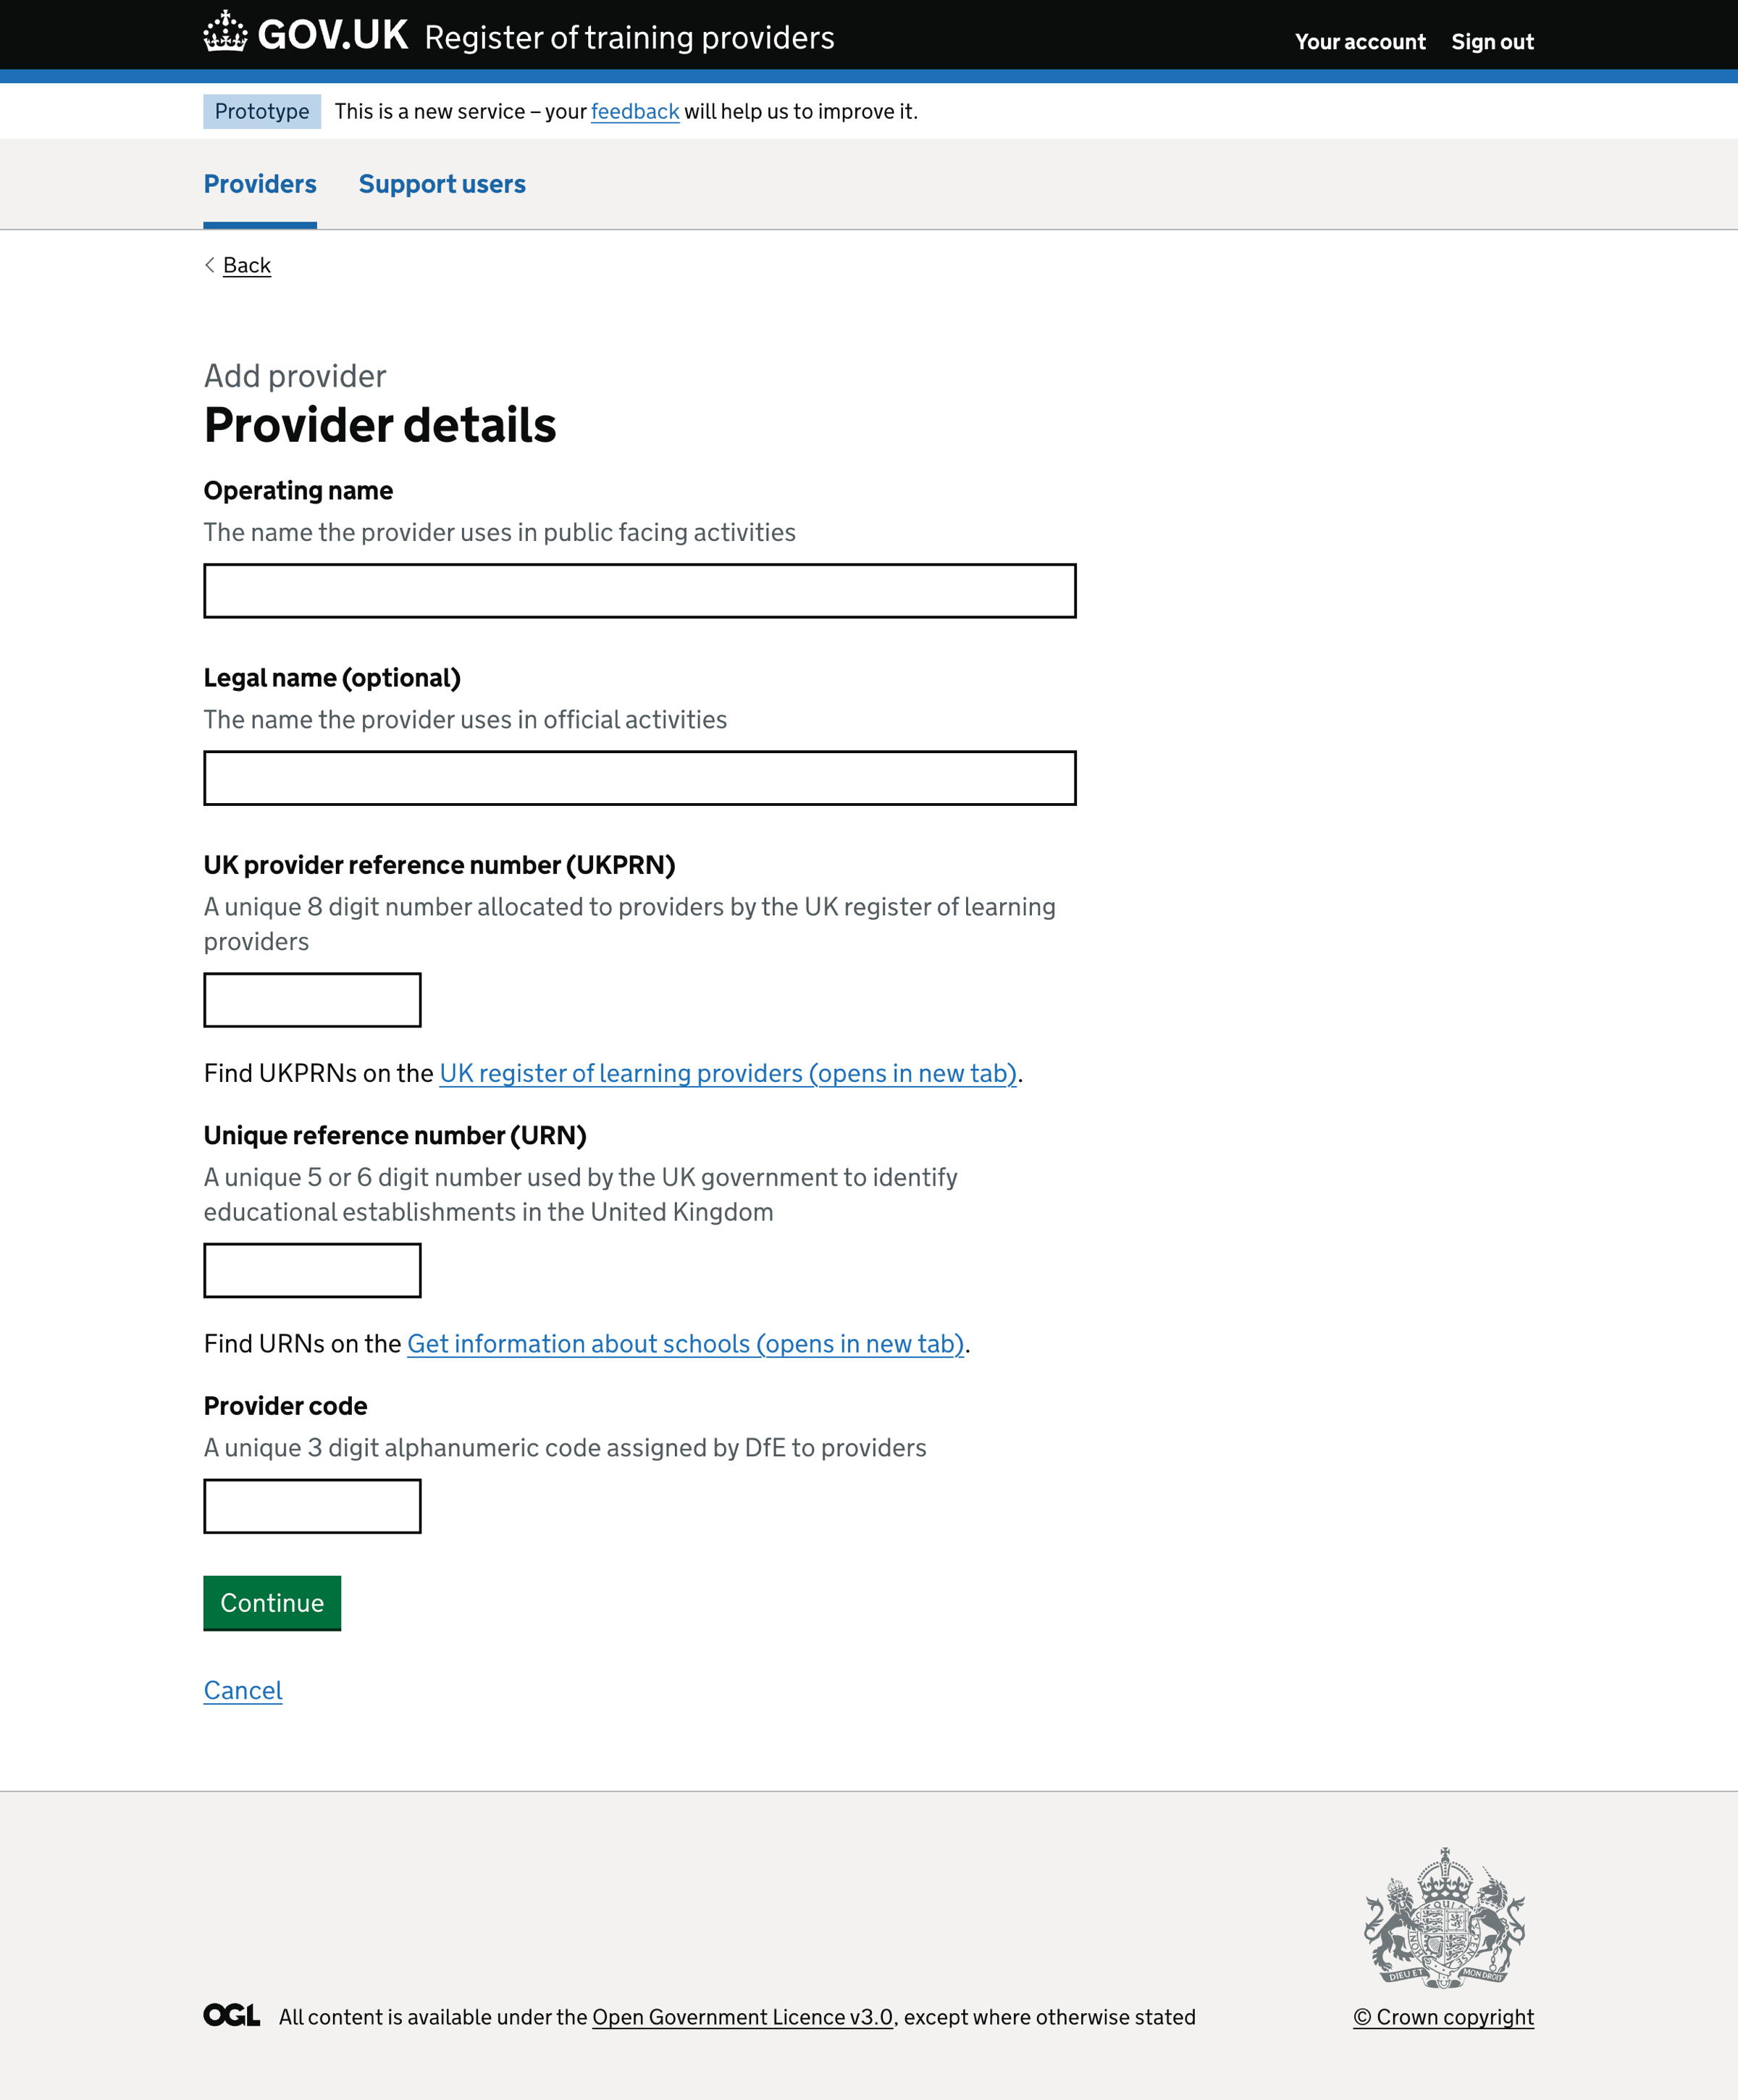 GOV.UK Register of training providers
Your account Sign out
Prototype This is a new service – your feedback will help us to improve it.
Providers Support users
Back
Add provider
Provider details
Operating name
The name the provider uses in public facing activities
Legal name (optional)
The name the provider uses in official activities
UK provider reference number (UKPRN)
A unique 8 digit number allocated to providers by the UK register of learning
providers
Find UKPRNs on the UK register of learning providers (opens in new tab).
Unique reference number (URN)
A unique 5 or 6 digit number used by the UK government to identify
educational establishments in the United Kingdom
Find URNs on the Get information about schools (opens in new tab).
Provider code
A unique 3 digit alphanumeric code assigned by DfE to providers
Continue
Cancel
DIEU ET MON DROIT
OGL All content is available under the Open Government Licence v3.0, except where otherwise stated
© Crown copyright